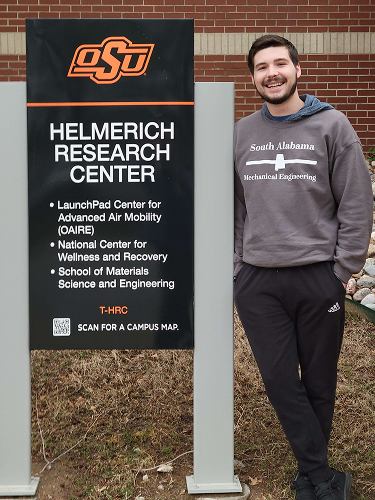 OSU
HELMERICH
RESEARCH
CENTER
• LaunchPad Center for
Advanced Air Mobility
(OAIRE)
• National Center for
Wellness and Recovery
• School of Materials
Science and Engineering
T-HRC
SCAN FOR A CAMPUS MAP.
South Alabama
Mechanical Engineering